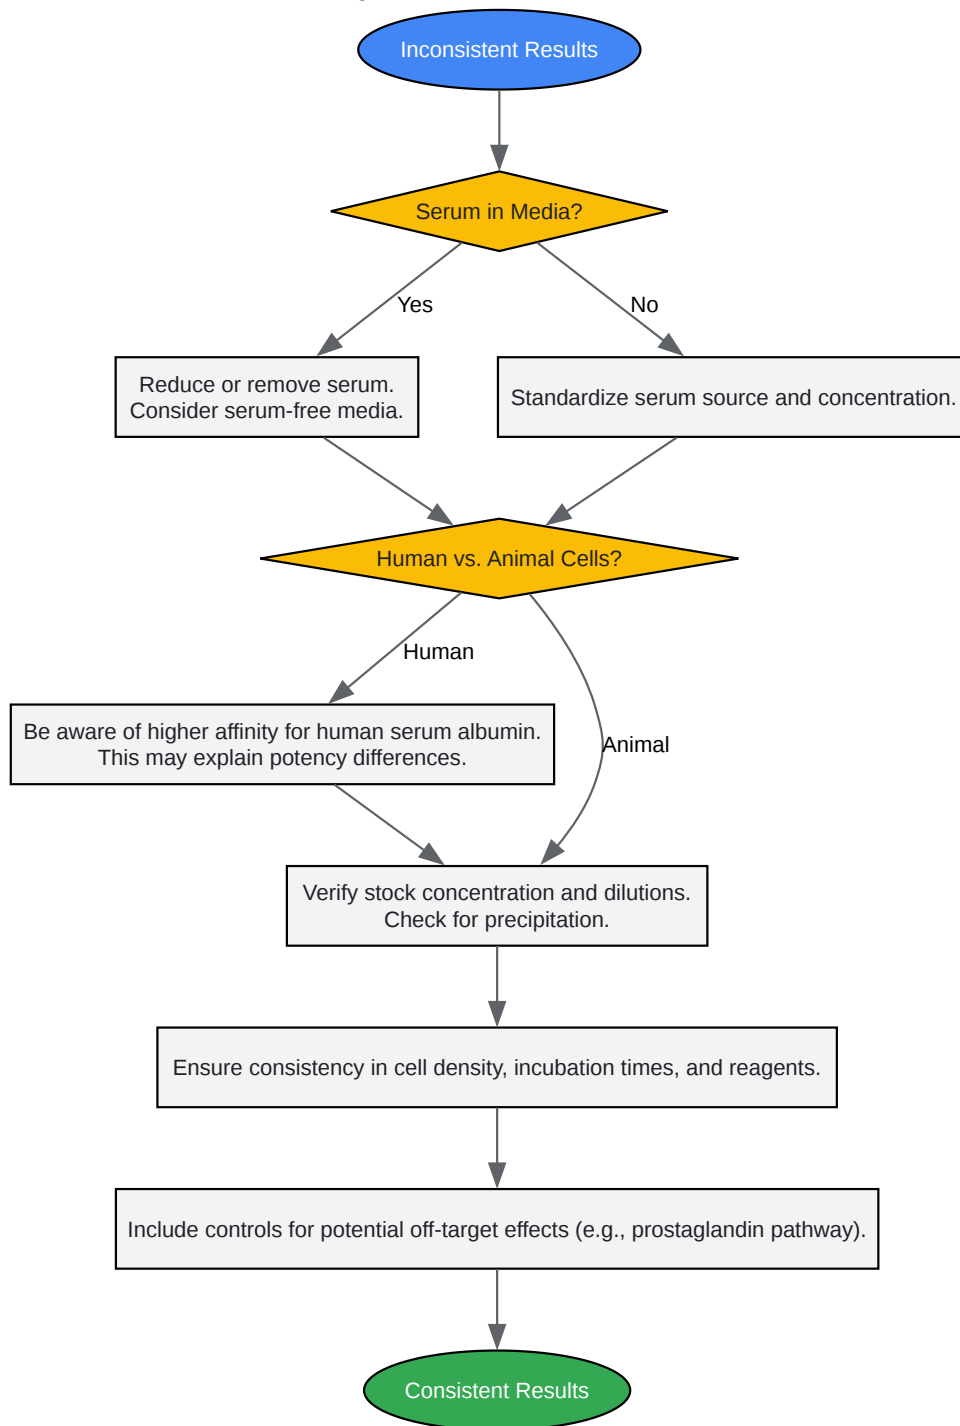 Inconsistent Results
Serum in Media?
Yes
No
Reduce or remove serum.
Consider serum-free media.
Standardize serum source and concentration.
Human vs. Animal Cells?
Human
Be aware of higher affinity for human serum albumin.
This may explain potency differences.
Animal
Verify stock concentration and dilutions.
Check for precipitation.
Ensure consistency in cell density, incubation times, and reagents.
Include controls for potential off-target effects (e.g., prostaglandin pathway).
Consistent Results